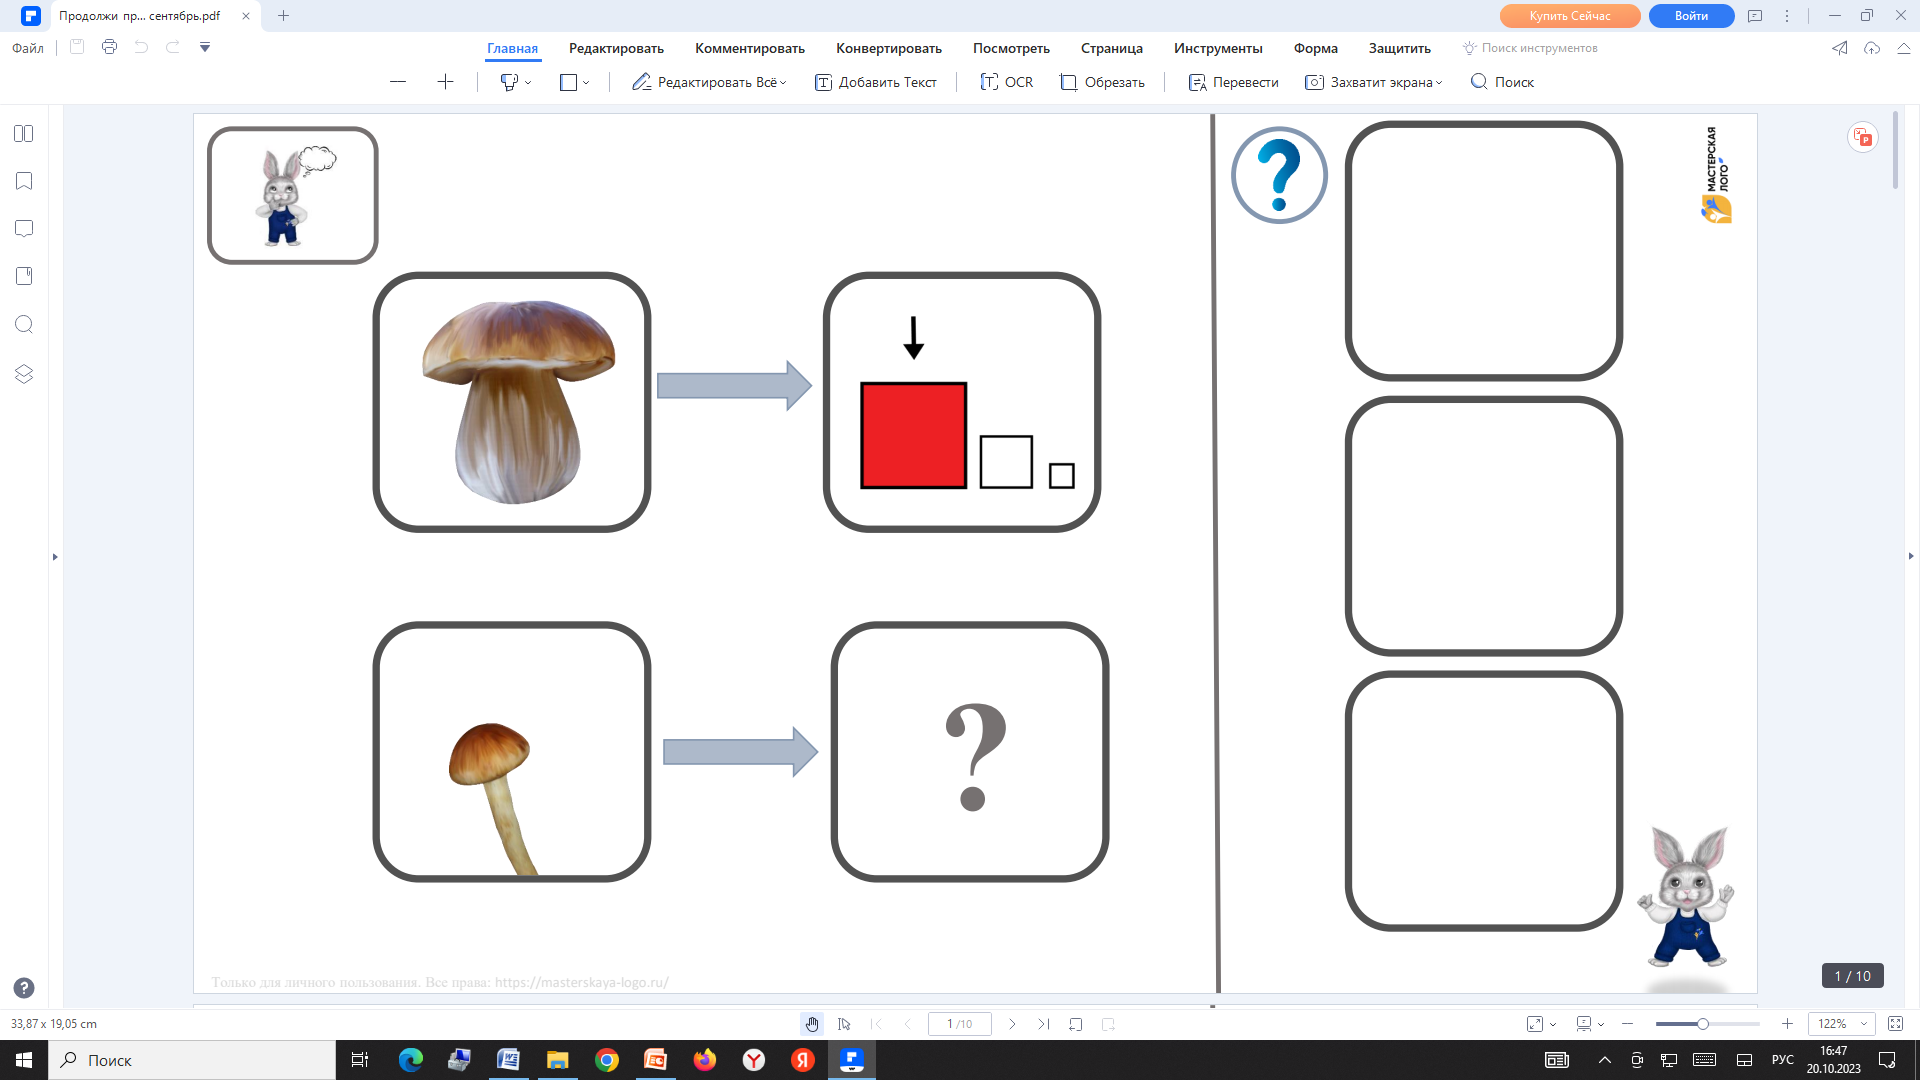 Продолжи пр... сентябрь.pdf
Купить Сейчас
Войти
Файл
Главная
Редактировать
Комментировать
Конвертировать
Посмотреть
Страница
Инструменты
Форма
Защитить
Поиск инструментов
Редактировать Всё
Добавить Текст
OCR
Обрезать
Перевести
Захватит экрана
Поиск
?
МАСТЕРСКАЯ
ЛОГО
?
Только для личного пользования. Все права: https://masterskaya-logo.ru/
1 / 10
33,87 x 19,05 cm
1 /10
122%
Поиск
РУС
16:47
20.10.2023